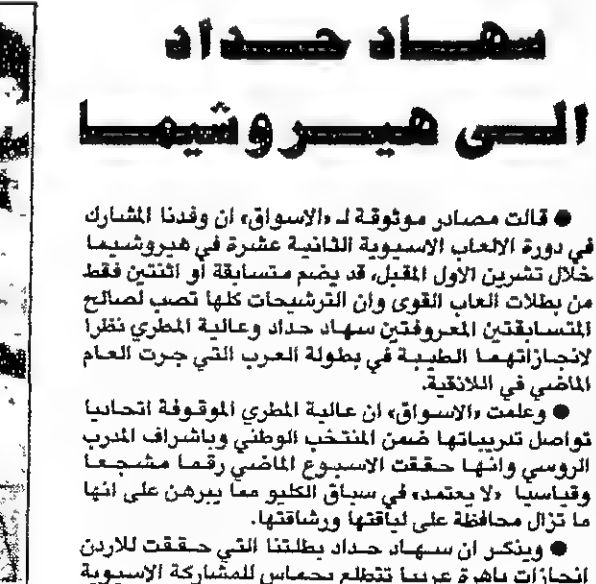 سهاد حداد
الى هيروشيما
● قالت مصادر موثوقة لـ «الاسواق» ان وفدنا المشارك
في دورة الالعاب الاسيوية الثانية عشرة في هيروشيما
خلال تشرين الاول المقبل، قد يضم متسابقة أو اثنتين فقط
من بطلات العاب القوى وان الترشيحات كلها تصب لصالح
المتسابقتين المعروفتين سهاد حداد وعالية المطري نظرا
لانجازاتهما الطيبة في بطولة العرب التي جرت العام
الماضي في اللاذقية.
● وعلمت «الاسواق» ان عالية المطري الموقوفة اتحاديا
تواصل تدريباتها ضمن المنتخب الوطني وباشراف المدرب
الروسي وانها حققت الاسبوع الماضي رقما مشجعا
وقياسيا «لا يعتمد» في سباق الكليو مما يبرهن على انها
ما تزال محافظة على لياقتها ورشاقتها.
● ويذكر ان سهاد حداد بطلتنا التي حققت للاردن
انجازات باهرة عربيا تتطلع بحماس للمشاركة الاسيوية